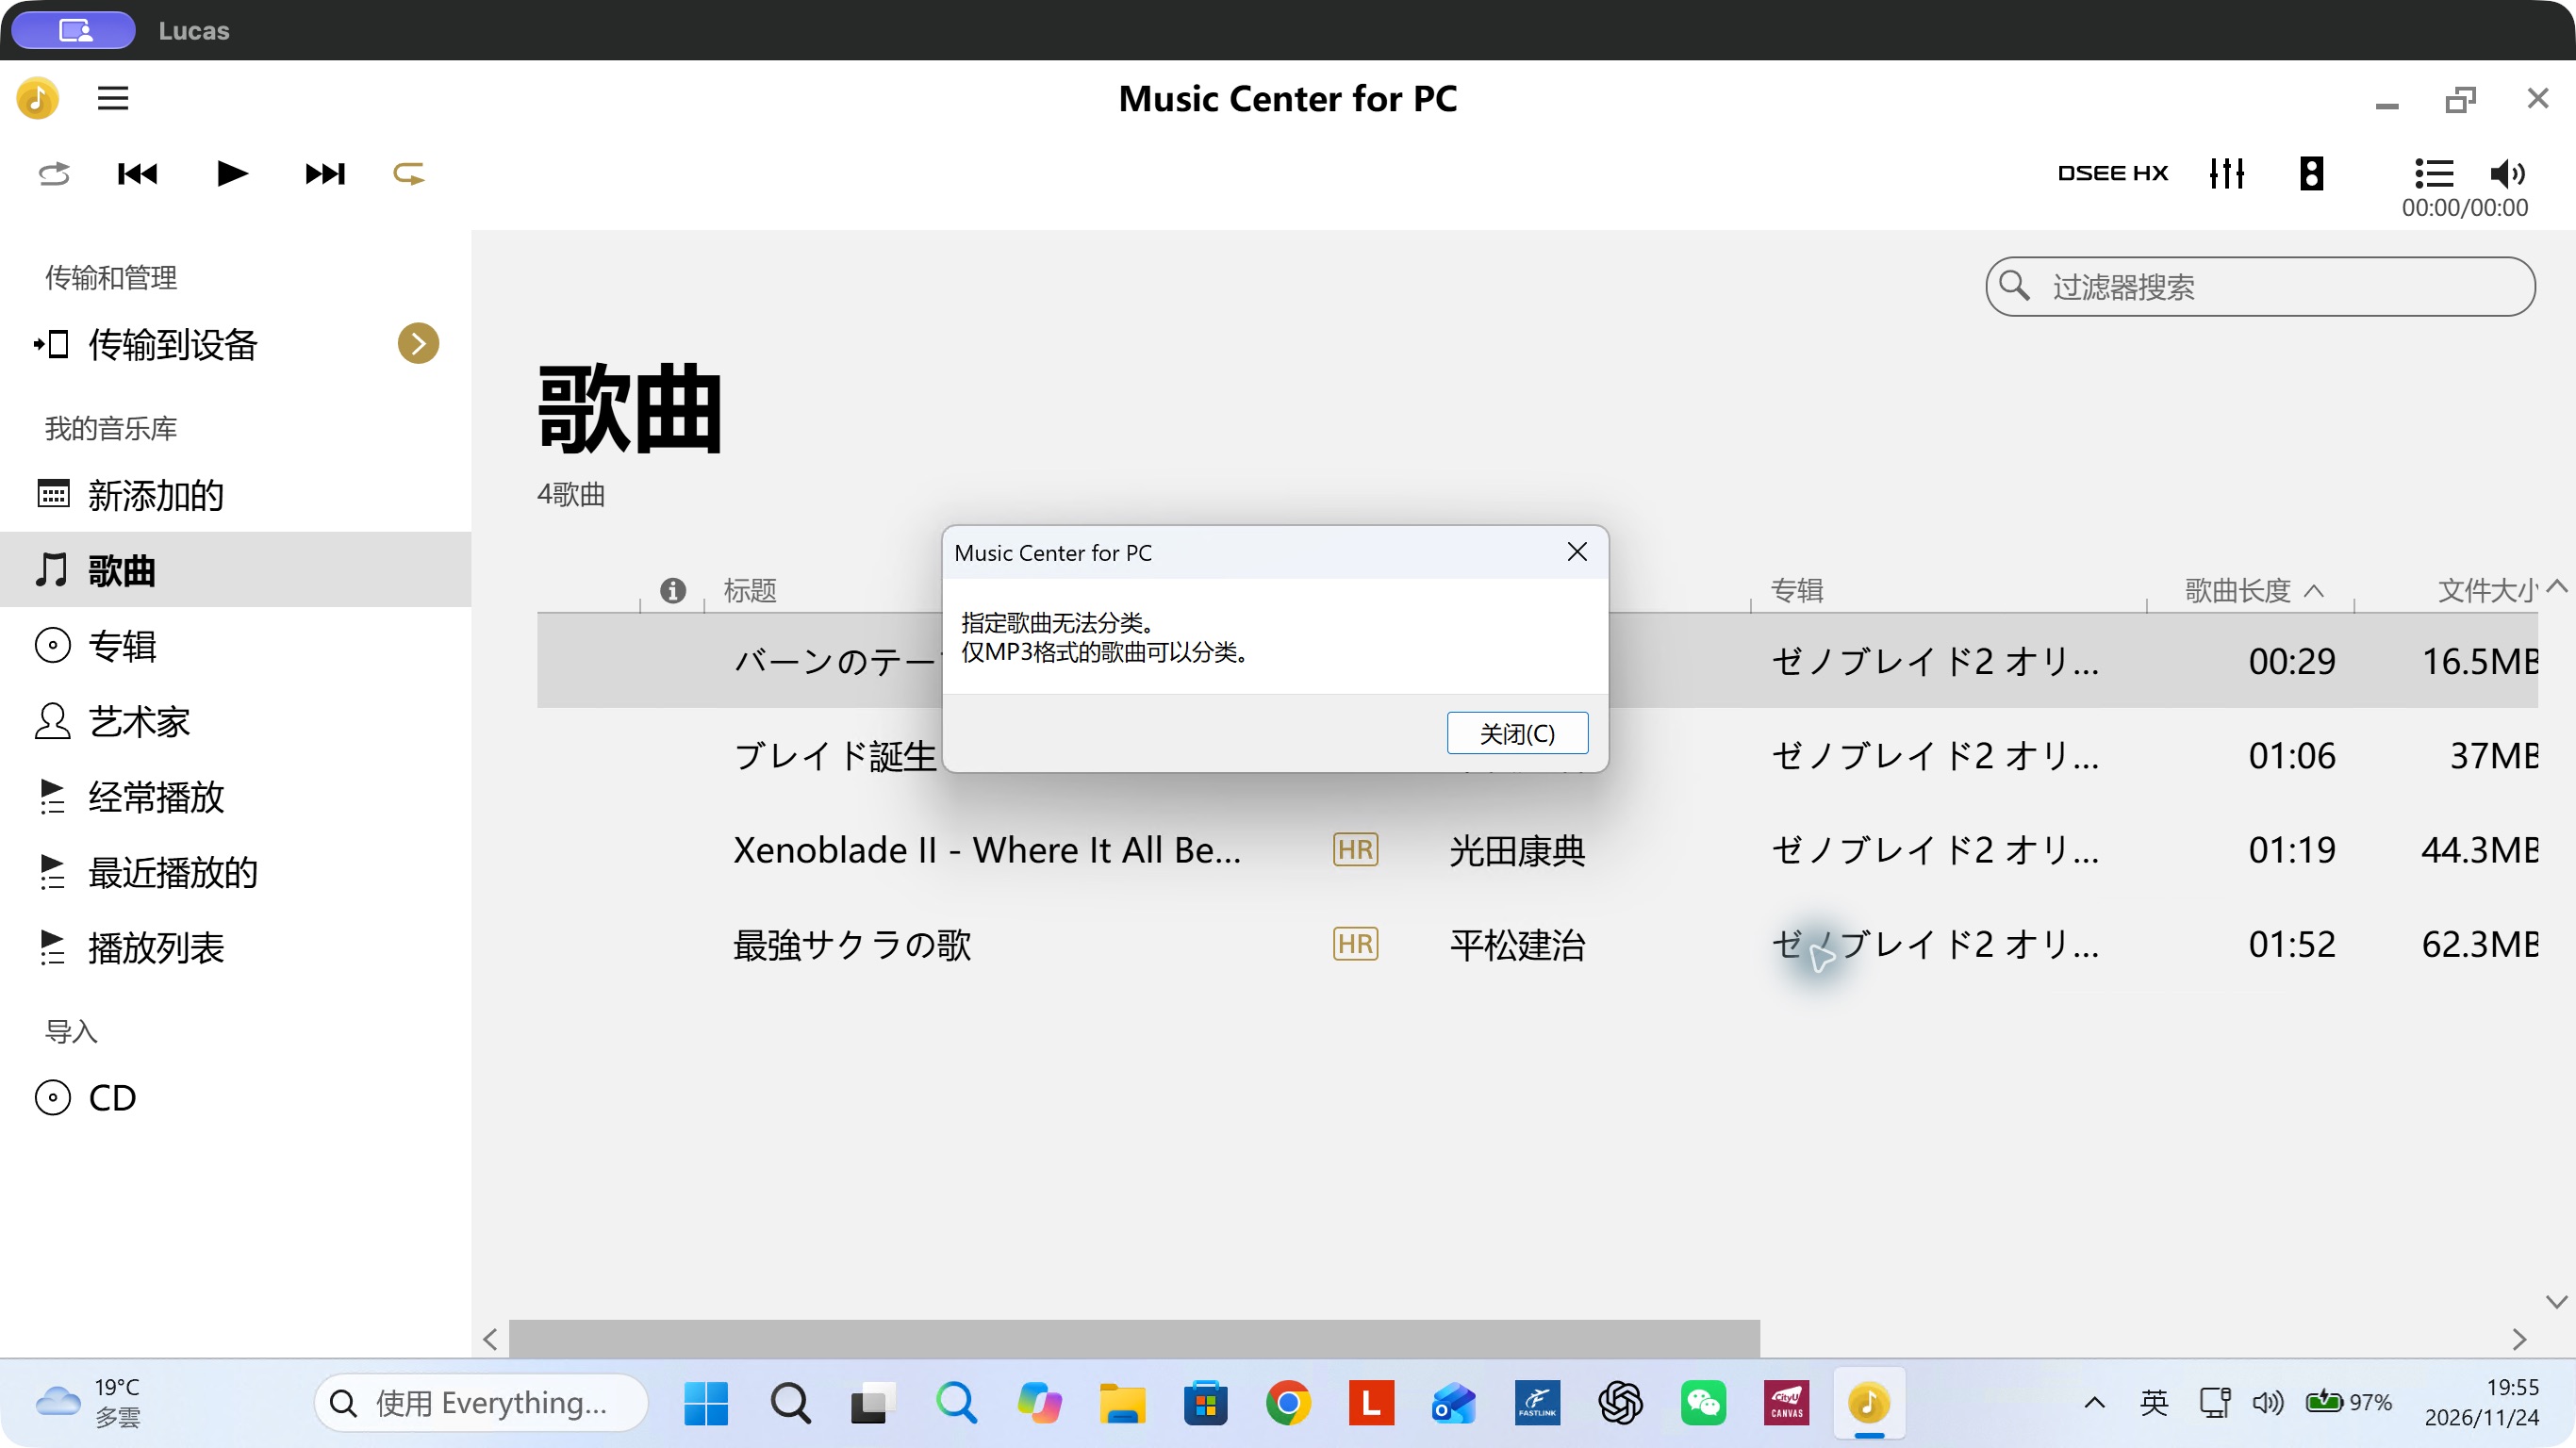 Lucas
Music Center for PC
DSEE HX
00:00/00:00
传输和管理
传输到设备
我的音乐库
新添加的
歌曲
专辑
艺术家
经常播放
最近播放的
播放列表
导入
CD
过滤器搜索
歌曲
4歌曲
标题 专辑 歌曲长度 文件大小
バーンのテー ゼノブレイド2 オリ... 00:29 16.5MB
ブレイド誕生 ゼノブレイド2 オリ... 01:06 37MB
Xenoblade II - Where It All Be... HR 光田康典 ゼノブレイド2 オリ... 01:19 44.3MB
最強サクラの歌 HR 平松建治 ゼノブレイド2 オリ... 01:52 62.3MB
Music Center for PC
指定歌曲无法分类。
仅MP3格式的歌曲可以分类。
关闭(C)
19°C
多雲
使用 Everything...
L
FASTLINK
CityU
CANVAS
英
97%
19:55
2026/11/24